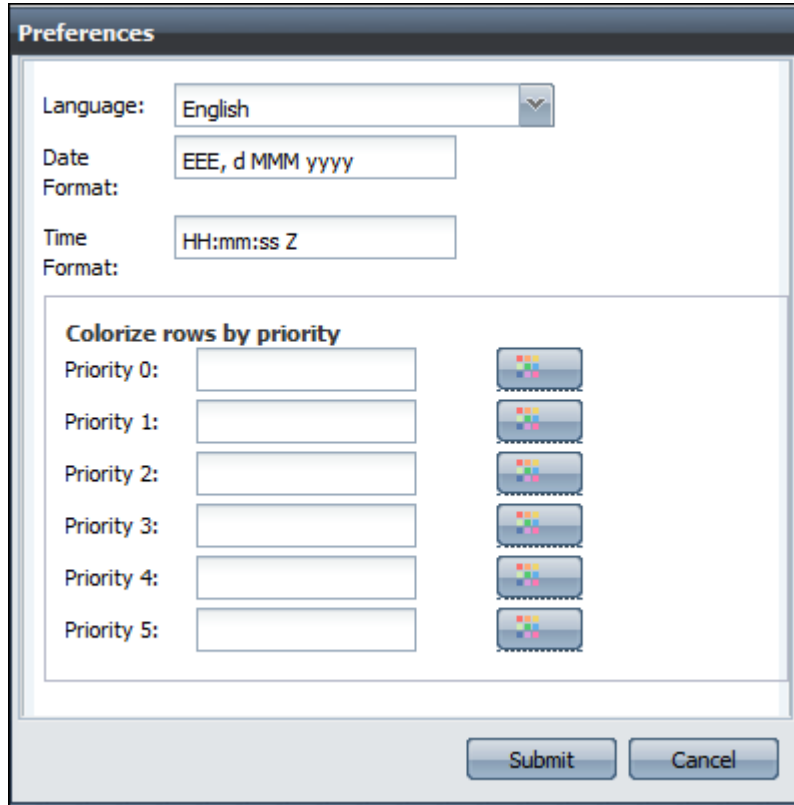 Preferences
Language: English
Date Format: EEE, d MMM yyyy
Time Format: HH:mm:ss Z
Colorize rows by priority
Priority 0:
Priority 1:
Priority 2:
Priority 3:
Priority 4:
Priority 5:
Submit Cancel